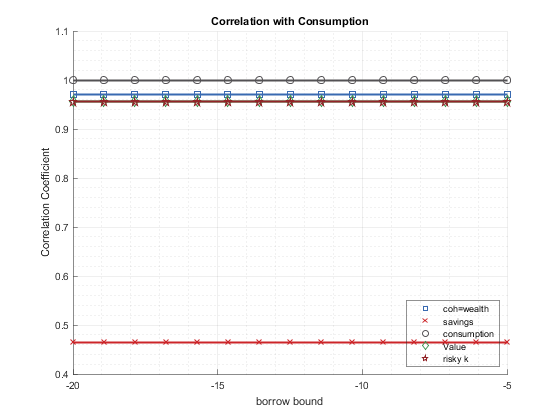 Correlation with Consumption
1.1
1
0.9
0.8
0.7
0.6
0.5
0.4
Correlation Coefficient
-20
-15
-10
-5
borrow bound
coh=wealth
savings
consumption
Value
risky k